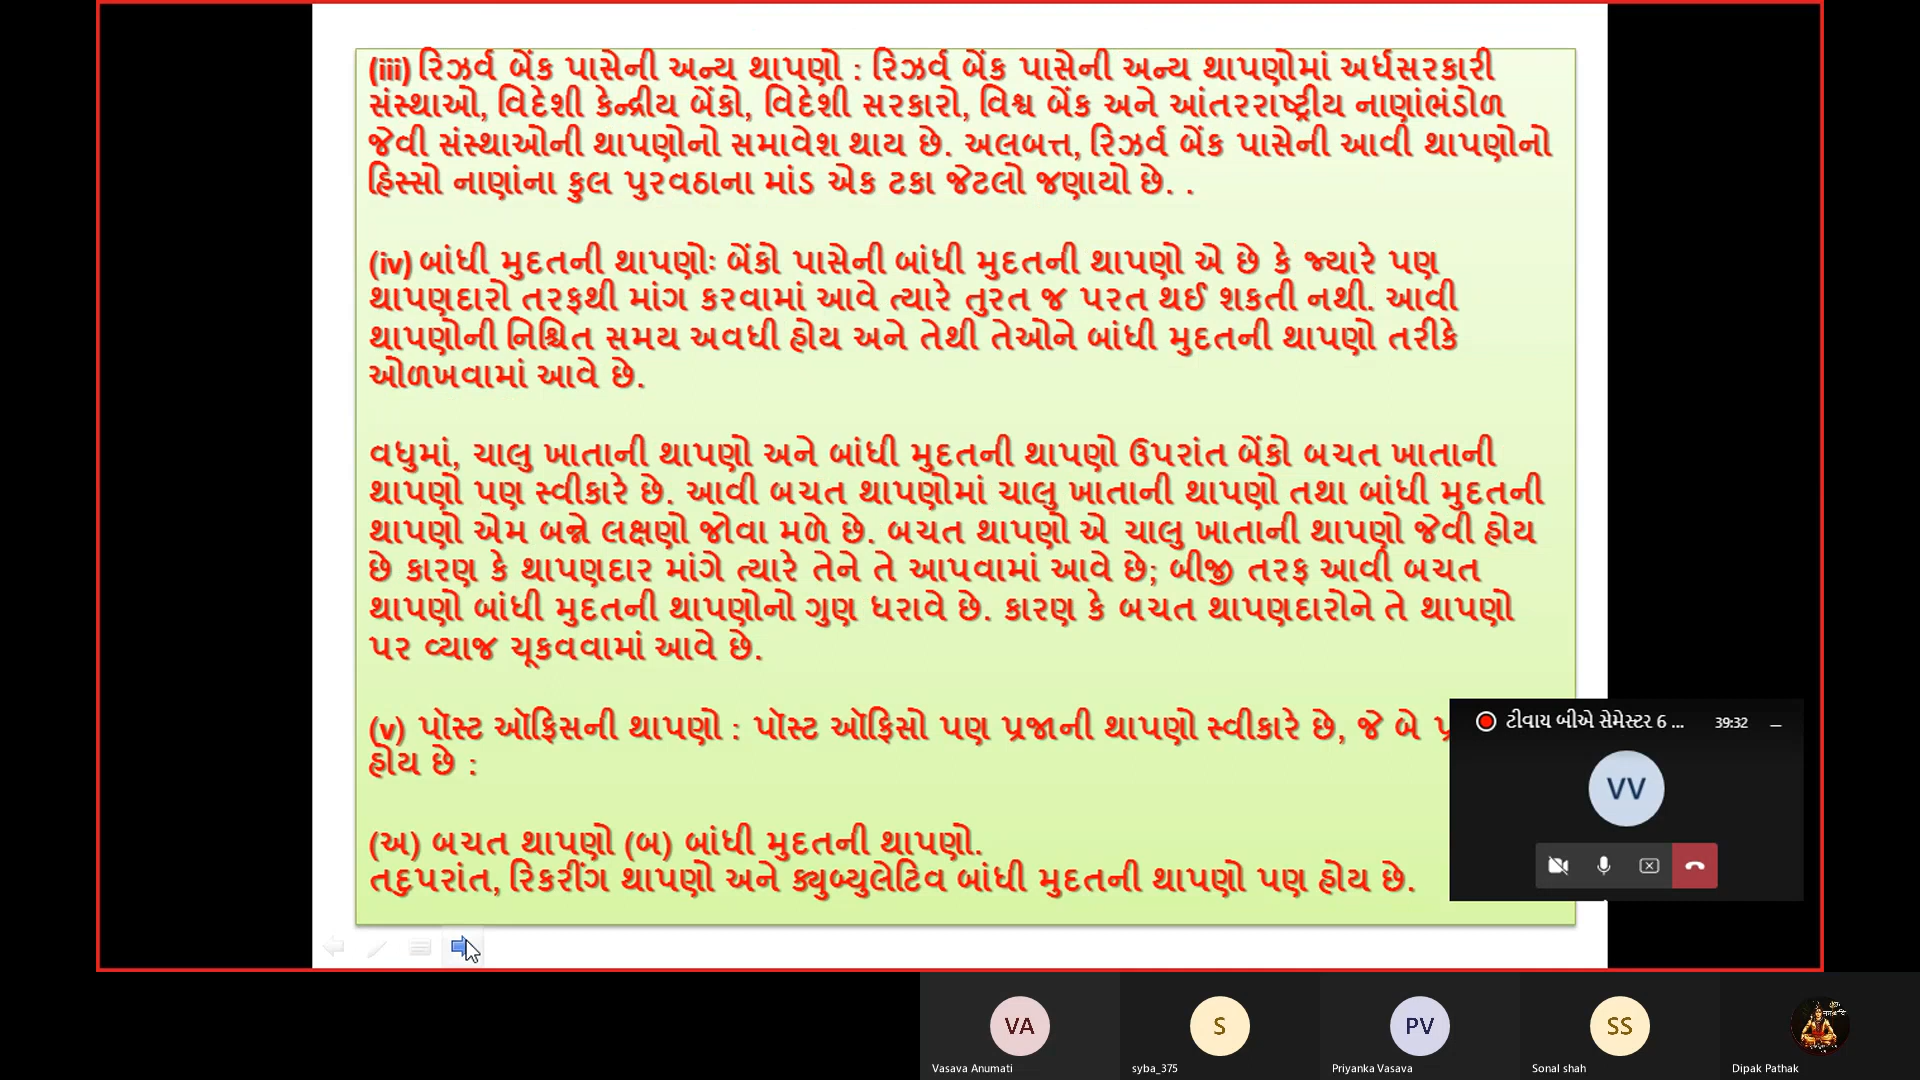 (iii) રિઝર્વ બેંક પાસેની અન્ય થાપણો : રિઝર્વ બેંક પાસેની અન્ય થાપણોમાં અર્ધસરકારી
સંસ્થાઓ, વિદેશી કેન્દ્રીય બેંકો, વિદેશી સરકારો, વિશ્વ બેંક અને આંતરરાષ્ટ્રીય નાણાંભંડોળ
જેવી સંસ્થાઓની થાપણોનો સમાવેશ થાય છે. અલબત્ત, રિઝર્વ બેંક પાસેની આવી થાપણોનો
હિસ્સો નાણાંના કુલ પુરવઠાના માંડ એક ટકા જેટલો જણાયો છે. .
(iv) બાંધી મુદતની થાપણોઃ બેંકો પાસેની બાંધી મુદતની થાપણો એ છે કે જ્યારે પણ
થાપણદારો તરફથી માંગ કરવામાં આવે ત્યારે તુરત જ પરત થઈ શકતી નથી. આવી
થાપણોની નિશ્ચિત સમય અવધી હોય અને તેથી તેઓને બાંધી મુદતની થાપણો તરીકે
ઓળખવામાં આવે છે.
વધુમાં, ચાલુ ખાતાની થાપણો અને બાંધી મુદતની થાપણો ઉપરાંત બેંકો બચત ખાતાની
થાપણો પણ સ્વીકારે છે. આવી બચત થાપણોમાં ચાલુ ખાતાની થાપણો તથા બાંધી મુદતની
થાપણો એમ બન્ને લક્ષણો જોવા મળે છે. બચત થાપણો એ ચાલુ ખાતાની થાપણો જેવી હોય
છે કારણ કે થાપણદાર માંગે ત્યારે તેને તે આપવામાં આવે છે; બીજી તરફ આવી બચત
થાપણો બાંધી મુદતની થાપણોનો ગુણ ધરાવે છે. કારણ કે બચત થાપણદારોને તે થાપણો
પર વ્યાજ ચૂકવવામાં આવે છે.
(v) પૉસ્ટ ઑફિસની થાપણો : પૉસ્ટ ઑફિસો પણ પ્રજાની થાપણો સ્વીકારે છે, જે બે
હોય છે :
(અ) બચત થાપણો (બ) બાંધી મુદતની થાપણો.
તદુપરાંત, રિકરીંગ થાપણો અને ક્યુબ્યુલેટિવ બાંધી મુદતની થાપણો પણ હોય છે.
ટીવાય બીએ સેમેસ્ટર 6 ... 39:32
VV
VA S PV SS
Vasava Anumati syba_375 Priyanka Vasava Sonal shah Dipak Pathak